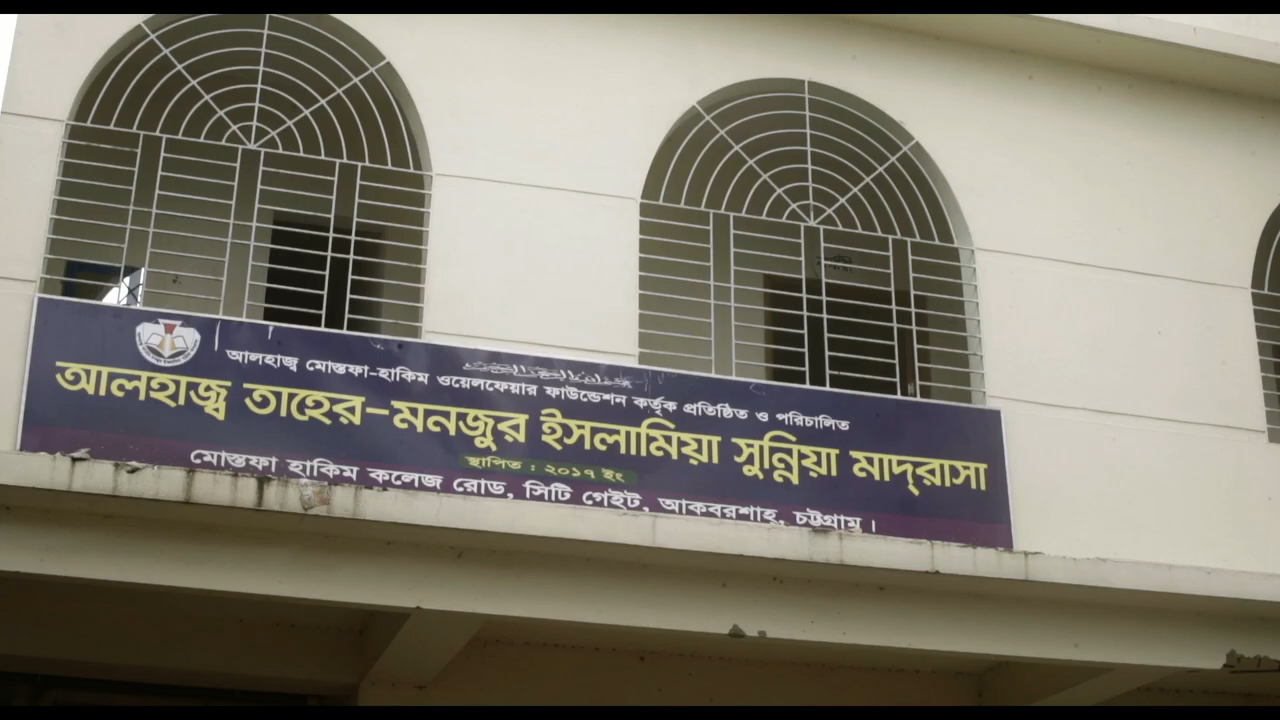 আলহাজ্ব মোস্তফা-হাকিম ওয়েলফেয়ার ফাউন্ডেশন কর্তৃক প্রতিষ্ঠিত ও পরিচালিত
আলহাজ্ব তাহের-মনজুর ইসলামিয়া সুন্নিয়া মাদ্‌রাসা
স্থাপিত : ২০১৭ ইং
মোস্তফা হাকিম কলেজ রোড, সিটি গেইট, আকবরশাহ, চট্টগ্রাম।